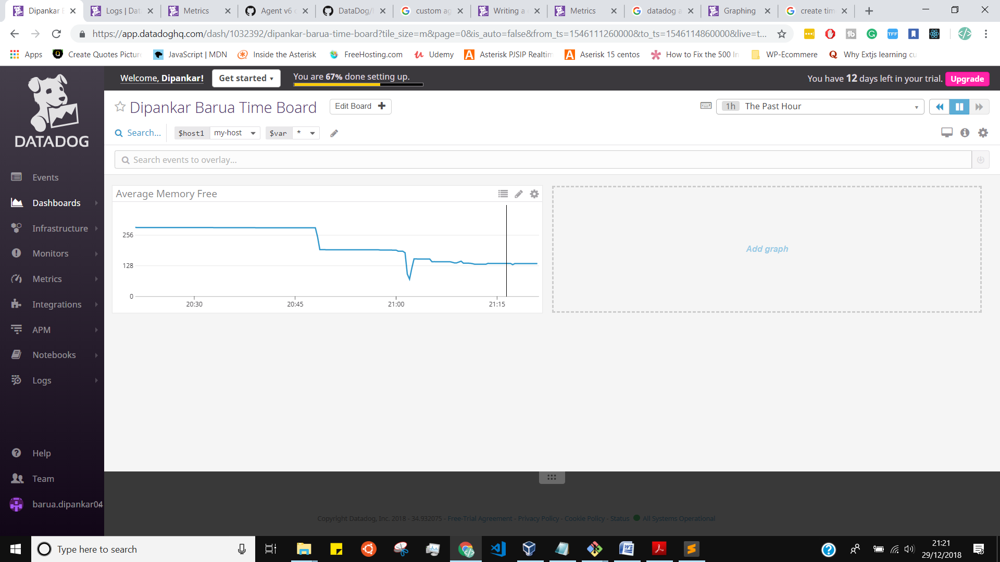 Dipankar B
Logs | Dat
Metrics
Agent v6 c
DataDog/
custom ag
Writing a
Metrics
datadog a
Graphing
create tim
https://app.datadoghq.com/dash/1032392/dipankar-barua-time-board?tile_size=m&page=0&is_auto=false&from_ts=1546111260000&to_ts=1546114860000&live=t...
Apps
Create Quotes Picture
JavaScript | MDN
Inside the Asterisk
FreeHosting.com
Udemy
Asterisk PJSIP Realtim
Aserisk 15 centos
How to Fix the 500 In
WP-Ecommere
Why Extjs learning cu
Welcome, Dipankar!
Get started
You are 67% done setting up.
You have 12 days left in your trial.
Upgrade
DATADOG
Events
Dashboards
Infrastructure
Monitors
Metrics
Integrations
APM
Notebooks
Logs
Help
Team
barua.dipankar04
Dipankar Barua Time Board
Edit Board
1h The Past Hour
Search...
$host1 my-host
$var *
Search events to overlay...
Average Memory Free
256
128
0
20:30
20:45
21:00
21:15
Add graph
Copyright Datadog, Inc. 2018 - 34.932075 - Free-Trial Agreement - Privacy Policy - Cookie Policy - Status All Systems Operational
Type here to search
21:21
29/12/2018